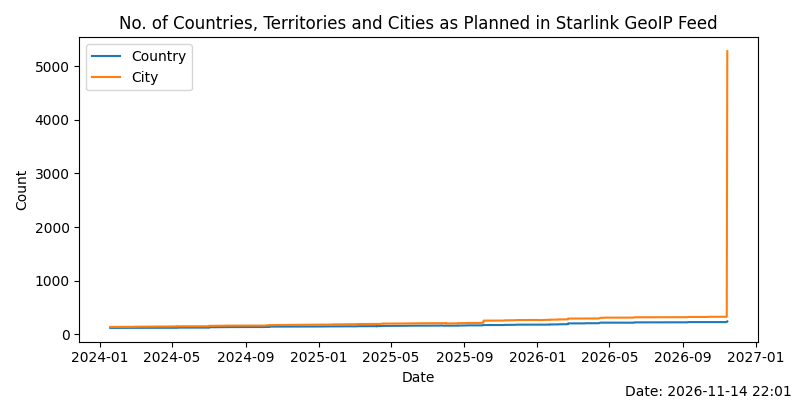 No. of Countries, Territories and Cities as Planned in Starlink GeoIP Feed
Country
City
Count
5000
4000
3000
2000
1000
0
2024-01 2024-05 2024-09 2025-01 2025-05 2025-09 2026-01 2026-05 2026-09 2027-01
Date
Date: 2026-11-14 22:01